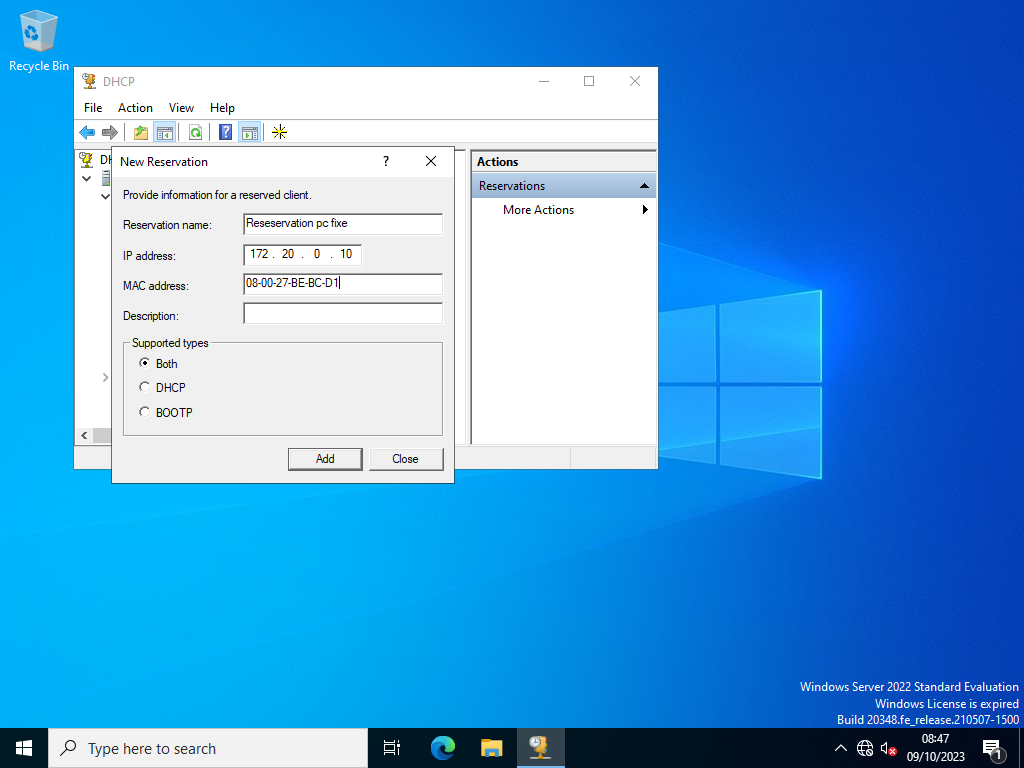 Recycle Bin
DHCP
File Action View Help
DH
New Reservation ?
Provide information for a reserved client.
Reservation name: Reseservation pc fixe
IP address: 172 . 20 . 0 . 10
MAC address: 08-00-27-BE-BC-D1
Description:
Supported types
Both
DHCP
BOOTP
Add Close
Actions
Reservations
More Actions
Windows Server 2022 Standard Evaluation
Windows License is expired
Build 20348.fe_release.210507-1500
Type here to search
08:47
09/10/2023
1